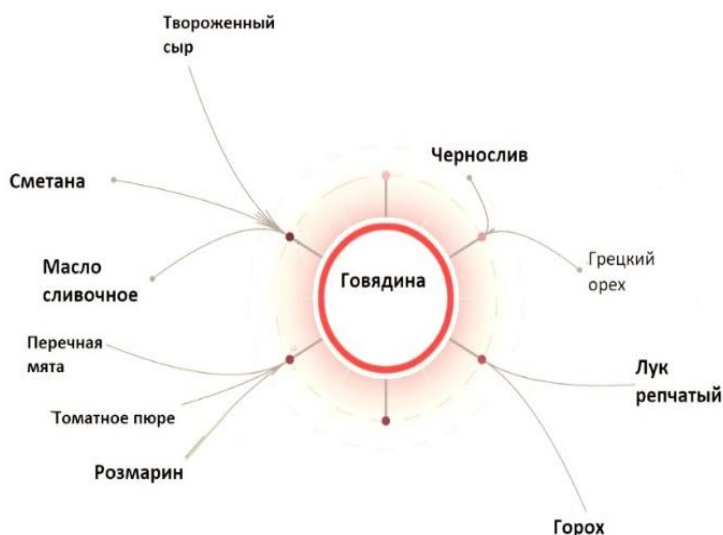 Твороженный
сыр
Чернослив
Сметана
Грецкий
орех
Говядина
Масло
сливочное
Перечная
мята
Лук
репчатый
Томатное пюре
Розмарин
Горох